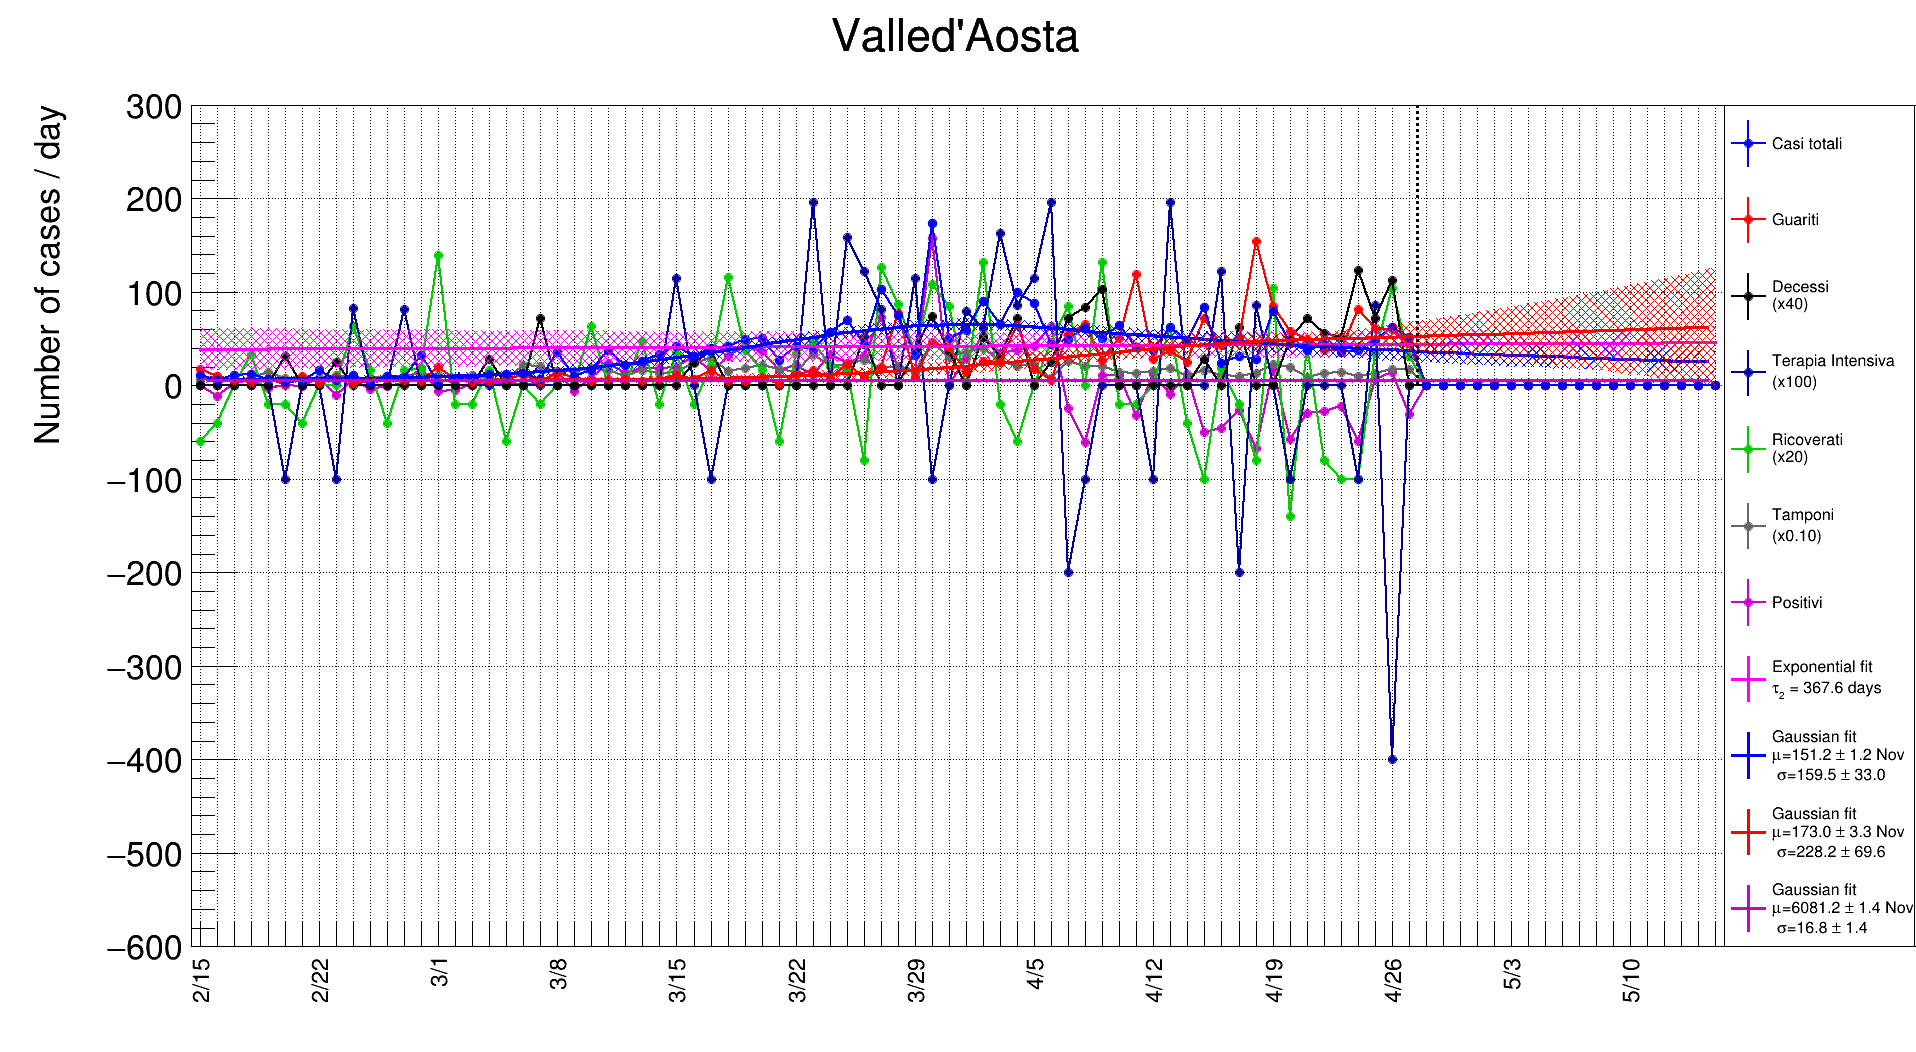 Valled'Aosta
Number of cases / day
300
200
100
0
−100
−200
−300
−400
−500
−600
2/15
2/22
3/1
3/8
3/15
3/22
3/29
4/5
4/12
4/19
4/26
5/3
5/10
Casi totali
Guariti
Decessi
(x40)
Terapia Intensiva
(x100)
Ricoverati
(x20)
Tamponi
(x0.10)
Positivi
Exponential fit
τ2 = 367.6 days
Gaussian fit
μ=151.2 ± 1.2 Nov
σ=159.5 ± 33.0
Gaussian fit
μ=173.0 ± 3.3 Nov
σ=228.2 ± 69.6
Gaussian fit
μ=6081.2 ± 1.4 Nov
σ=16.8 ± 1.4